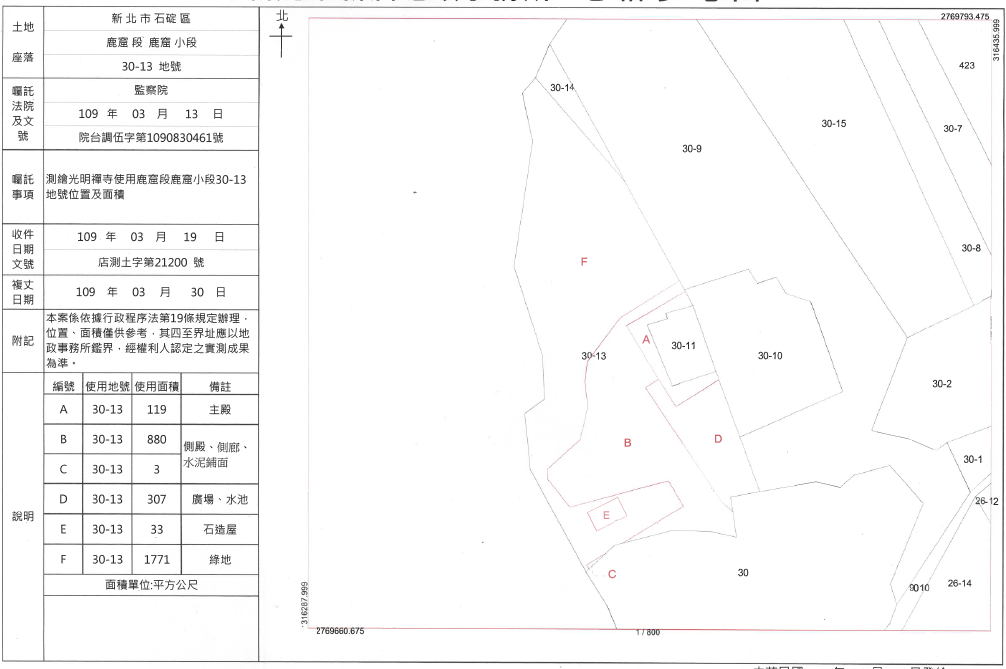 土地座落
新北市石碇區
鹿窟段 鹿窟小段
30-13 地號
囑託法院及文號
監察院
109 年 03 月 13 日
院台調伍字第1090830461號
囑託事項
測繪光明禪寺使用鹿窟段鹿窟小段30-13
地號位置及面積
收件日期文號
109 年 03 月 19 日
店測土字第21200 號
複丈日期
109 年 03 月 30 日
附記
本案係依據行政程序法第19條規定辦理，
位置、面積僅供參考，其四至界址應以地
政事務所鑑界，經權利人認定之實測成果
為準。
說明
編號 使用地號 使用面積 備註
A 30-13 119 主殿
B 30-13 880 側殿、側廊、
C 30-13 3 水泥鋪面
D 30-13 307 廣場、水池
E 30-13 33 石造屋
F 30-13 1771 綠地
面積單位:平方公尺
北
2769793.475
316435.999
423
30-14
30-15
30-7
30-9
30-8
F
A
30-11
30-13
30-10
30-2
B
D
30-1
26-12
E
C
30
9010
26-14
316287.999
2769660.675
1 / 800